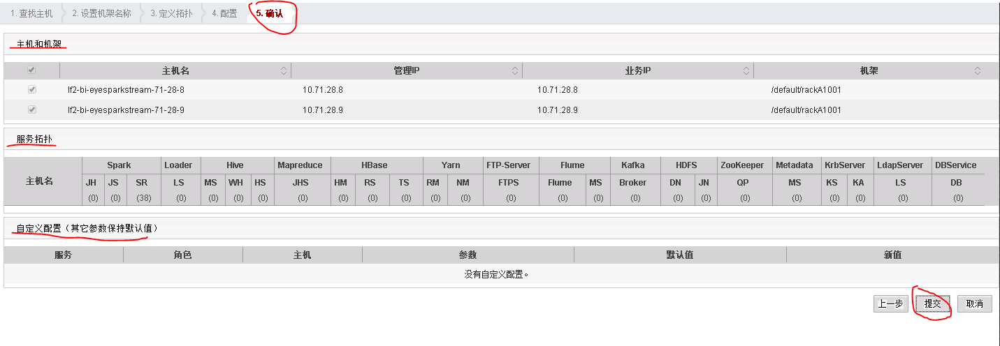 1. 查找主机 2. 设置机架名称 3. 定义拓扑 4. 配置 5. 确认
主机和机架
主机名 管理IP 业务IP 机架
lf2-bi-eyesparkstream-71-28-8 10.71.28.8 10.71.28.8 /default/rackA1001
lf2-bi-eyesparkstream-71-28-9 10.71.28.9 10.71.28.9 /default/rackA1001
服务拓扑
主机名 Spark Loader Hive Mapreduce HBase Yarn FTP-Server Flume Kafka HDFS ZooKeeper Metadata KrbServer LdapServer DBService
JH JS SR LS MS WH HS JHS HM RS TS RM NM FTPS Flume MS Broker DN JN QP MS KS KA LS DB
(0) (0) (38) (0) (0) (0) (0) (0) (0) (0) (0) (0) (0) (0) (0) (0) (0) (0) (0) (0) (0) (0) (0) (0) (0)
自定义配置（其它参数保持默认值）
服务 角色 主机 参数 默认值 新值
没有自定义配置。
上一步 提交 取消